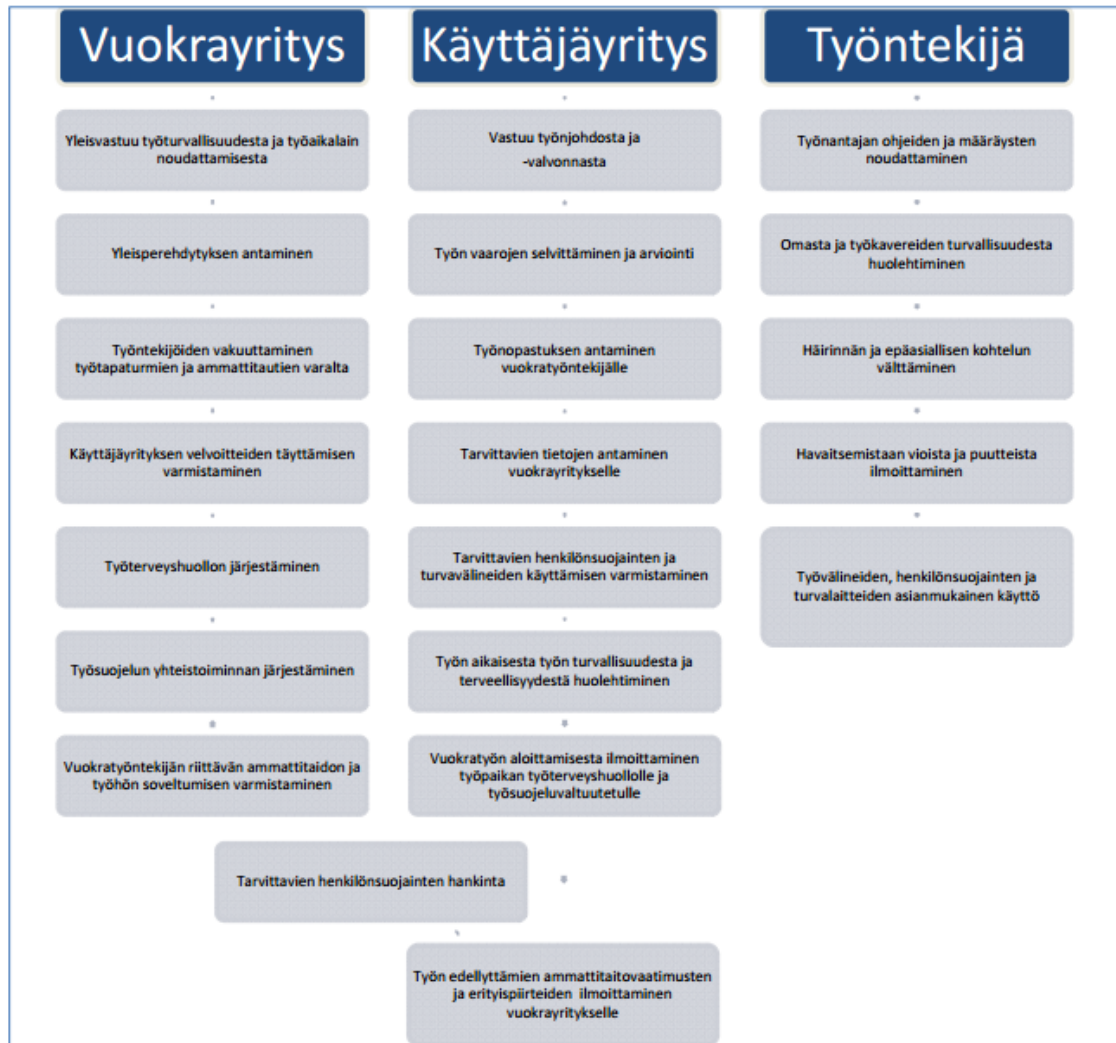 Vuokrayritys
Yleisvastuu työturvallisuudesta ja työaikalain
noudattamisesta
Yleisperehdytyksen antaminen
Työntekijöiden vakuuttaminen
työtapaturmien ja ammattitautien varalta
Käyttäjäyrityksen velvoitteiden täyttämisen
varmistaminen
Työterveyshuollon järjestäminen
Työsuojelun yhteistoiminnan järjestäminen
Vuokratyöntekijän riittävän ammattitaidon ja
työhön soveltumisen varmistaminen
Käyttäjäyritys
Vastuu työnjohdosta ja
-valvonnasta
Työn vaarojen selvittäminen ja arviointi
Työnopastuksen antaminen
vuokratyöntekijälle
Tarvittavien tietojen antaminen
vuokrayritykselle
Tarvittavien henkilönsuojainten ja
turvavälineiden käyttämisen varmistaminen
Työn aikaisesta työn turvallisuudesta ja
terveellisyydestä huolehtiminen
Vuokratyön aloittamisesta ilmoittaminen
työpaikan työterveyshuollolle ja
työsuojeluvaltuutetulle
Tarvittavien henkilönsuojainten hankinta
Työn edellyttämien ammattitaitovaatimusten
ja erityispiirteiden ilmoittaminen
vuokrayritykselle
Työntekijä
Työnantajan ohjeiden ja määräysten
noudattaminen
Omasta ja työkavereiden turvallisuudesta
huolehtiminen
Häirinnän ja epäasiallisen kohtelun
välttäminen
Havaitsemistaan vioista ja puutteista
ilmoittaminen
Työvälineiden, henkilönsuojainten ja
turvalaitteiden asianmukainen käyttö